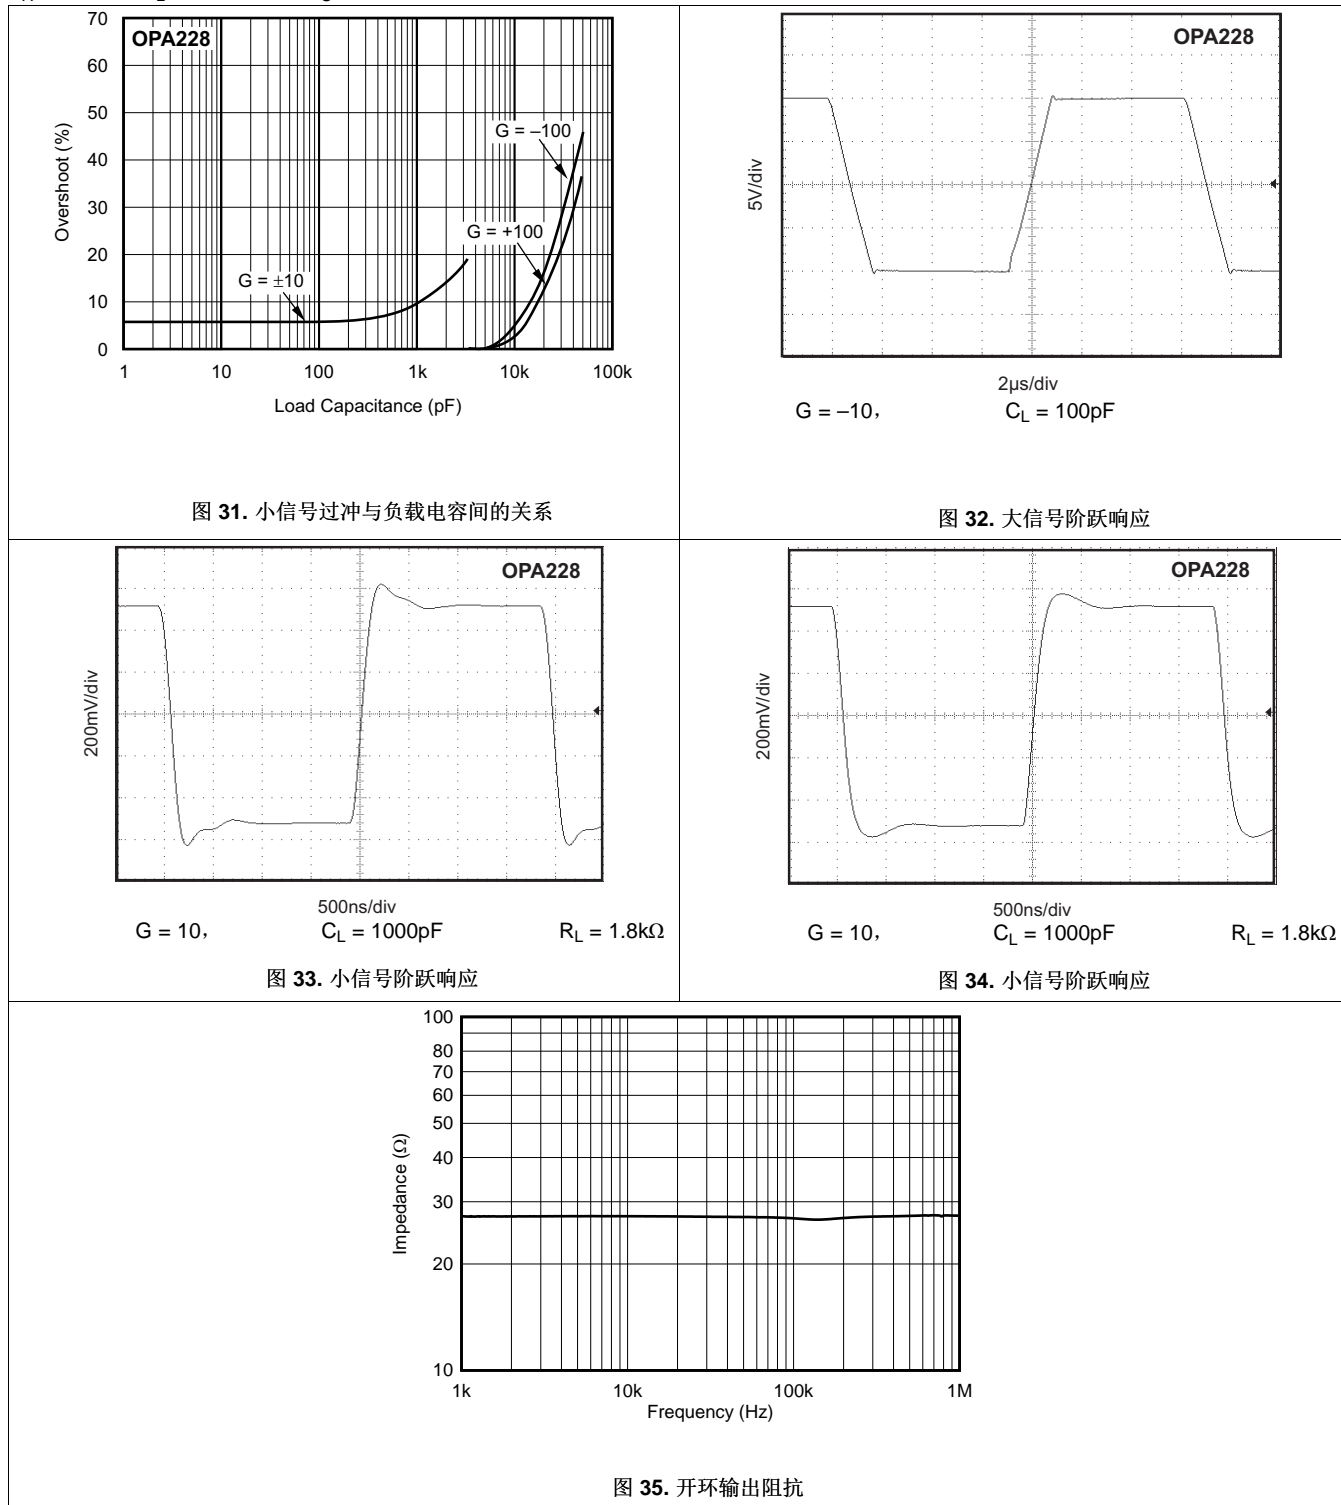 70
60
50
40
30
20
10
0
Overshoot (%)
OPA228
G = –100
G = +100
G = ±10
1 10 100 1k 10k 100k
Load Capacitance (pF)
图 31. 小信号过冲与负载电容间的关系
OPA228
5V/div
2μs/div
G = –10, C_L = 100pF
图 32. 大信号阶跃响应
OPA228
200mV/div
500ns/div
G = 10, C_L = 1000pF R_L = 1.8kΩ
图 33. 小信号阶跃响应
OPA228
200mV/div
500ns/div
G = 10, C_L = 1000pF R_L = 1.8kΩ
图 34. 小信号阶跃响应
100
80
70
60
50
40
30
20
10
Impedance (Ω)
1k 10k 100k 1M
Frequency (Hz)
图 35. 开环输出阻抗